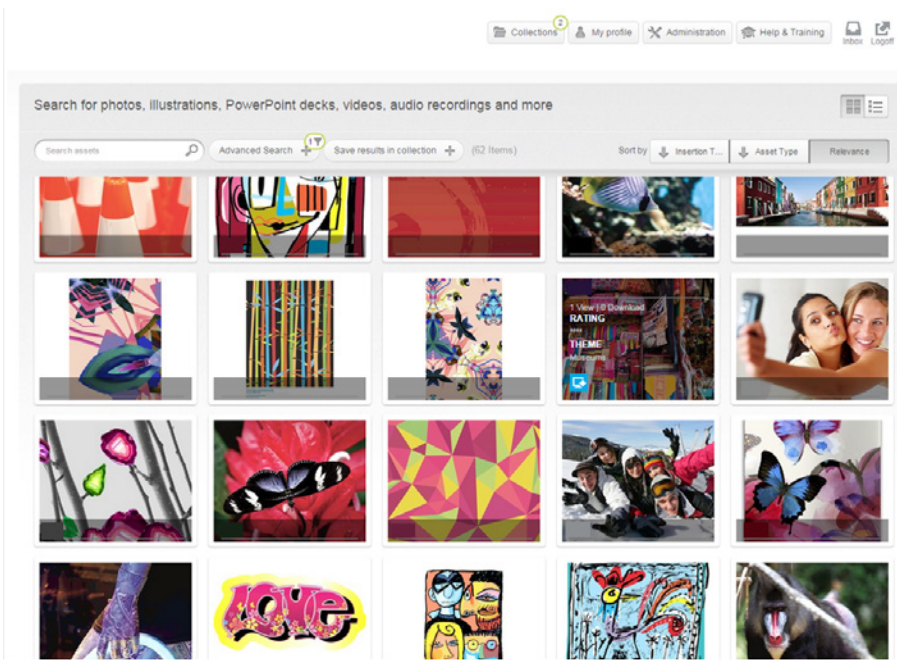 2
Collections My profile Administration Help & Training Inbox Logoff
Search for photos, illustrations, PowerPoint decks, videos, audio recordings and more
1
Search assets Advanced Search Save results in collection (62 Items) Sort by Insertion T... Asset Type Relevance
1 View | 0 Download
RATING
THEME
Museums
LOVE